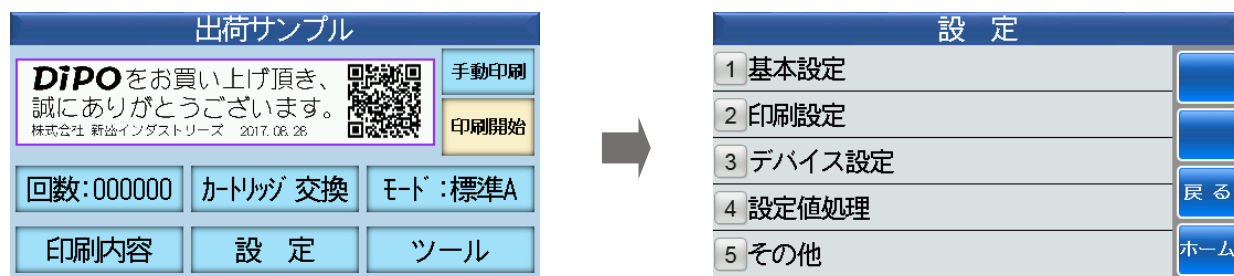 出荷サンプル
DiPOをお買い上げ頂き、
誠にありがとうございます。
株式会社 新盛インダストリーズ 2017.08.28
手動印刷
印刷開始
回数:000000
カートリッジ 交換
モード:標準A
印刷内容
設 定
ツール
設 定
1 基本設定
2 印刷設定
3 デバイス設定
4 設定値処理
5 その他
戻 る
ホーム